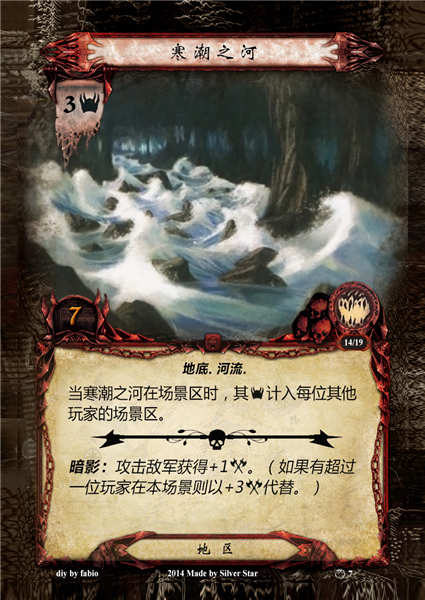 寒潮之河
3
7
14/19
地底. 河流.
当寒潮之河在场景区时，其计入每位其他
玩家的场景区。
暗影：攻击敌军获得+1。（如果有超过
一位玩家在本场景则以+3代替。）
地 区
diy by fabio
2014 Made by Silver Star
7